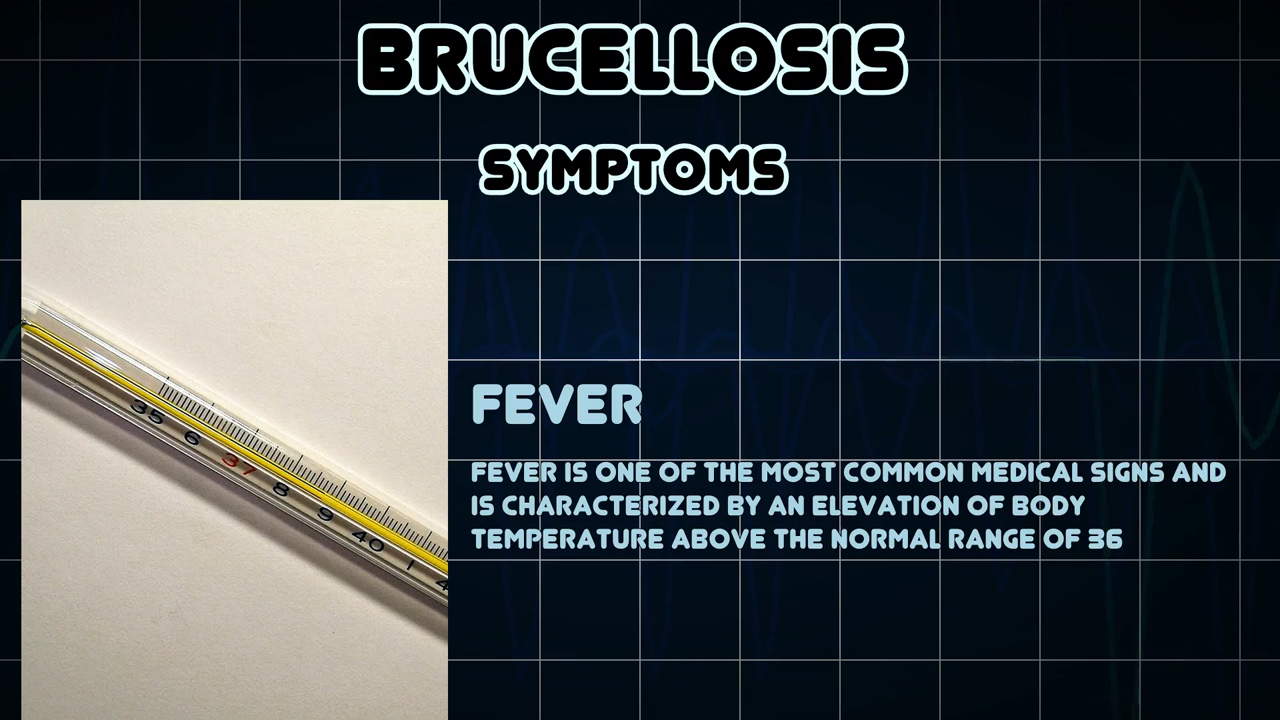 BRUCELLOSIS
SYMPTOMS
35
6
37
8
9
40
1
FEVER
FEVER IS ONE OF THE MOST COMMON MEDICAL SIGNS AND
IS CHARACTERIZED BY AN ELEVATION OF BODY
TEMPERATURE ABOVE THE NORMAL RANGE OF 36